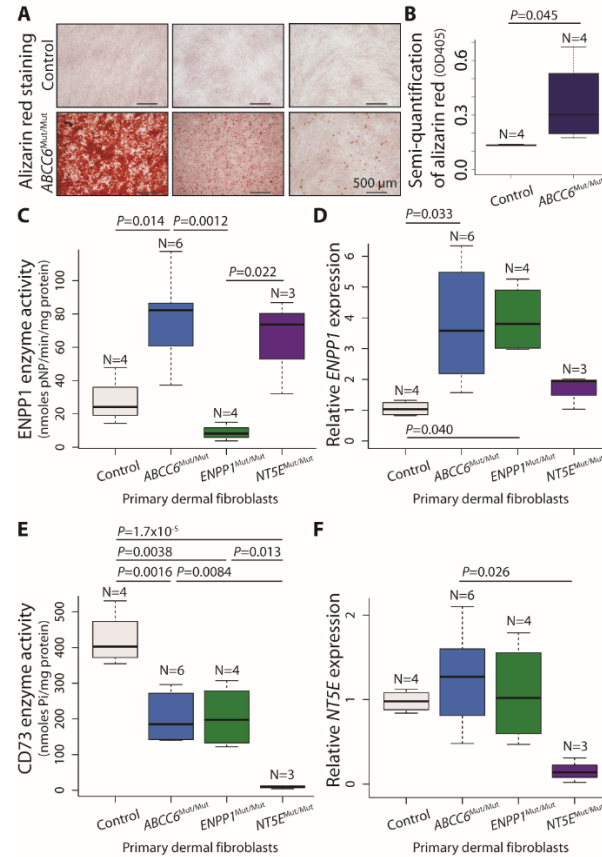 A
Alizarin red staining
Control
ABCC6Mut/Mut
500 µm
B
P=0.045
N=4
N=4
Semi-quantification
of alizarin red (OD405)
0.6
0.3
0.0
Control
ABCC6Mut/Mut
C
P=0.014
P=0.0012
N=6
P=0.022
N=3
N=4
N=4
ENPP1 enzyme activity
(nmoles pNP/min/mg protein)
100
80
60
40
20
0
Control
ABCC6Mut/Mut
ENPP1Mut/Mut
NT5EMut/Mut
Primary dermal fibroblasts
D
P=0.033
N=6
N=4
N=3
N=4
P=0.040
Relative ENPP1 expression
6
5
4
3
2
1
0
Control
ABCC6Mut/Mut
ENPP1Mut/Mut
NT5EMut/Mut
Primary dermal fibroblasts
E
P=1.7x10-5
P=0.0038
P=0.013
P=0.0016
P=0.0084
N=4
N=6
N=4
N=3
CD73 enzyme activity
(nmoles Pi/mg protein)
500
400
300
200
100
0
Control
ABCC6Mut/Mut
ENPP1Mut/Mut
NT5EMut/Mut
Primary dermal fibroblasts
F
P=0.026
N=6
N=4
N=4
N=3
Relative NT5E expression
2
1
0
Control
ABCC6Mut/Mut
ENPP1Mut/Mut
NT5EMut/Mut
Primary dermal fibroblasts